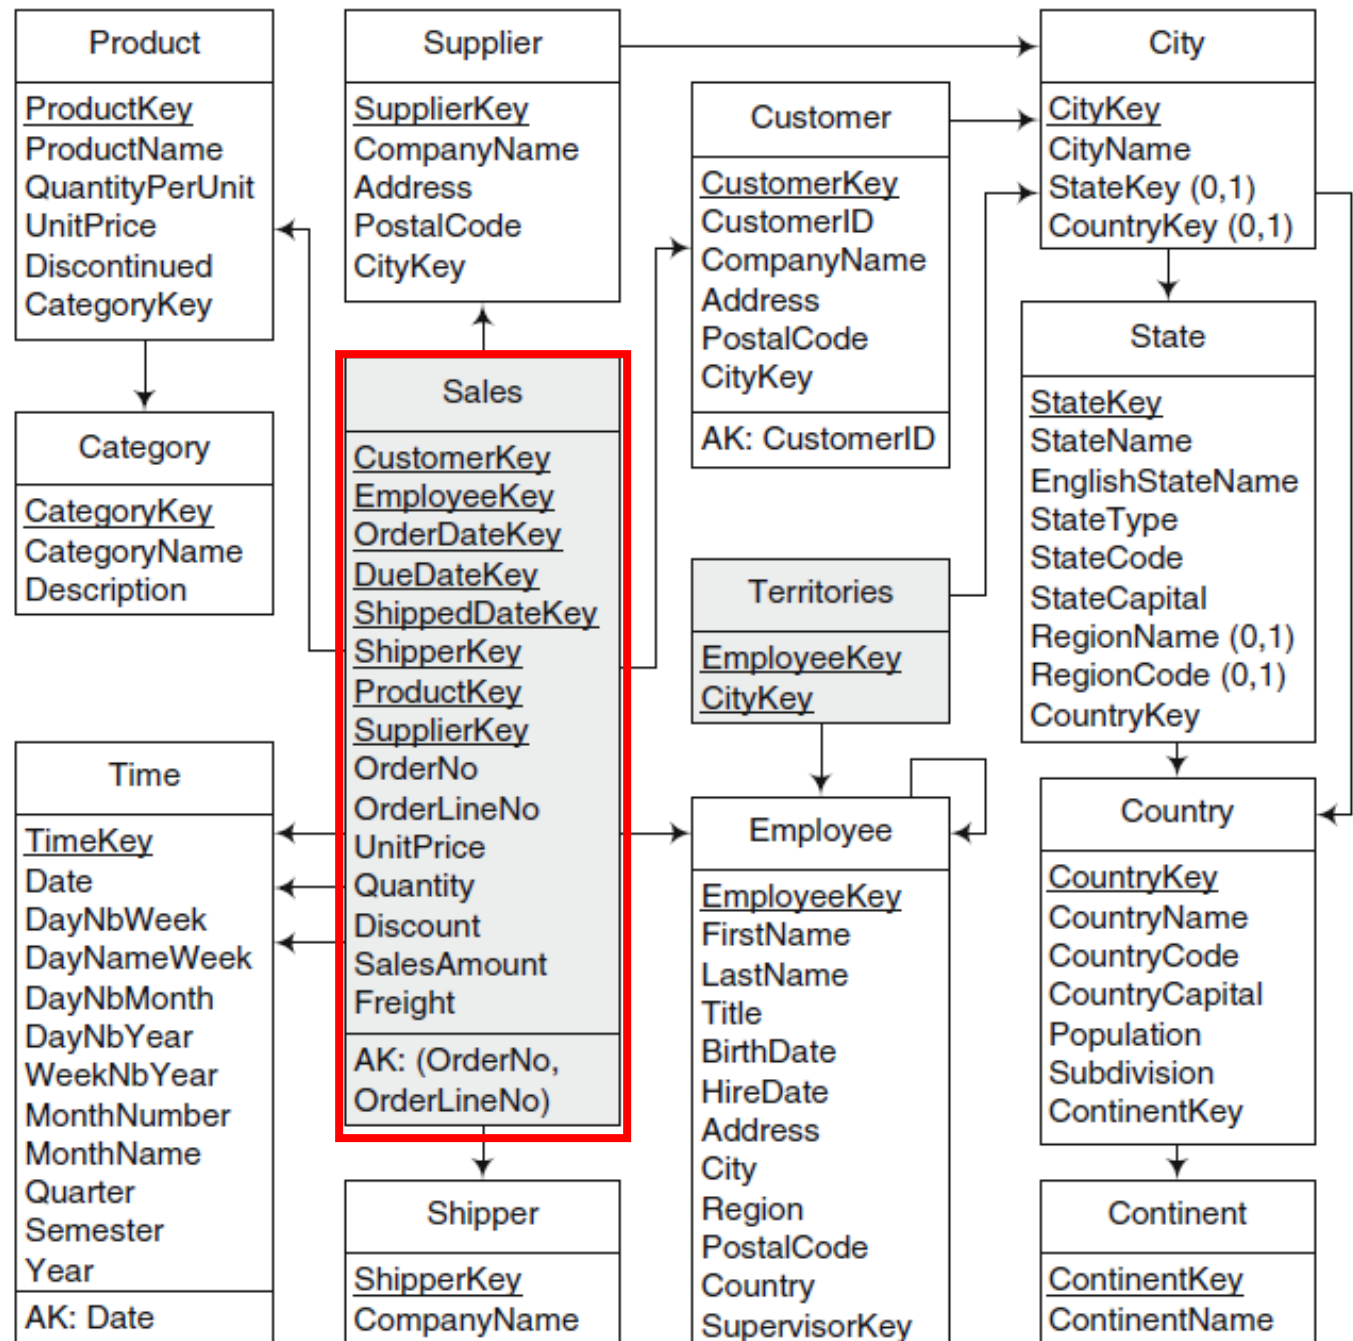 Product
ProductKey
ProductName
QuantityPerUnit
UnitPrice
Discontinued
CategoryKey
Category
CategoryKey
CategoryName
Description
Time
TimeKey
Date
DayNbWeek
DayNameWeek
DayNbMonth
DayNbYear
WeekNbYear
MonthNumber
MonthName
Quarter
Semester
Year
AK: Date
Supplier
SupplierKey
CompanyName
Address
PostalCode
CityKey
Sales
CustomerKey
EmployeeKey
OrderDateKey
DueDateKey
ShippedDateKey
ShipperKey
ProductKey
SupplierKey
OrderNo
OrderLineNo
UnitPrice
Quantity
Discount
SalesAmount
Freight
AK: (OrderNo,
OrderLineNo)
Shipper
ShipperKey
CompanyName
Customer
CustomerKey
CustomerID
CompanyName
Address
PostalCode
CityKey
AK: CustomerID
Territories
EmployeeKey
CityKey
Employee
EmployeeKey
FirstName
LastName
Title
BirthDate
HireDate
Address
City
Region
PostalCode
Country
SupervisorKey
City
CityKey
CityName
StateKey (0,1)
CountryKey (0,1)
State
StateKey
StateName
EnglishStateName
StateType
StateCode
StateCapital
RegionName (0,1)
RegionCode (0,1)
CountryKey
Country
CountryKey
CountryName
CountryCode
CountryCapital
Population
Subdivision
ContinentKey
Continent
ContinentKey
ContinentName